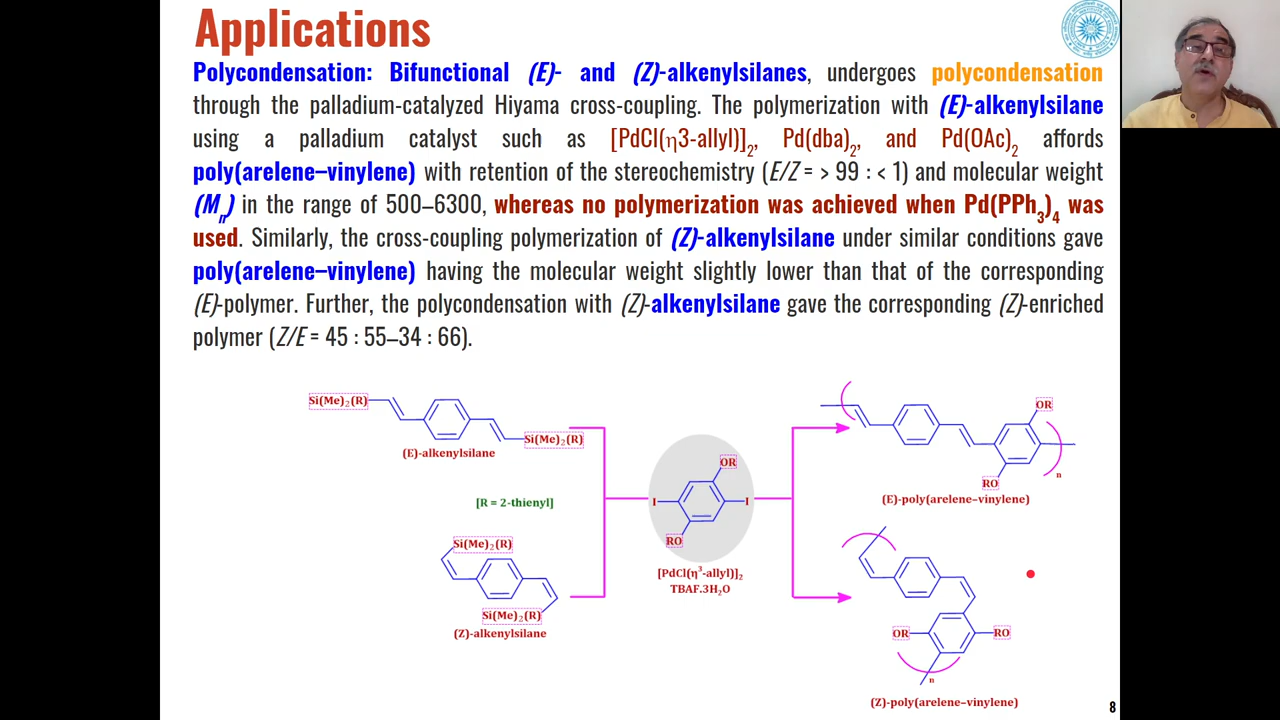 Applications
Polycondensation: Bifunctional (E)- and (Z)-alkenylsilanes, undergoes polycondensation
through the palladium-catalyzed Hiyama cross-coupling. The polymerization with (E)-alkenylsilane
using a palladium catalyst such as [PdCl(η3-allyl)]2, Pd(dba)2, and Pd(OAc)2 affords
poly(arelene–vinylene) with retention of the stereochemistry (E/Z = > 99 : < 1) and molecular weight
(Mn) in the range of 500–6300, whereas no polymerization was achieved when Pd(PPh3)4 was
used. Similarly, the cross-coupling polymerization of (Z)-alkenylsilane under similar conditions gave
poly(arelene–vinylene) having the molecular weight slightly lower than that of the corresponding
(E)-polymer. Further, the polycondensation with (Z)-alkenylsilane gave the corresponding (Z)-enriched
polymer (Z/E = 45 : 55–34 : 66).
Si(Me)2(R)
Si(Me)2(R)
(E)-alkenylsilane
[R = 2-thienyl]
Si(Me)2(R)
Si(Me)2(R)
(Z)-alkenylsilane
OR
I
I
RO
[PdCl(η3-allyl)]2
TBAF.3H2O
OR
RO
n
(E)-poly(arelene–vinylene)
OR
RO
n
(Z)-poly(arelene–vinylene)
8